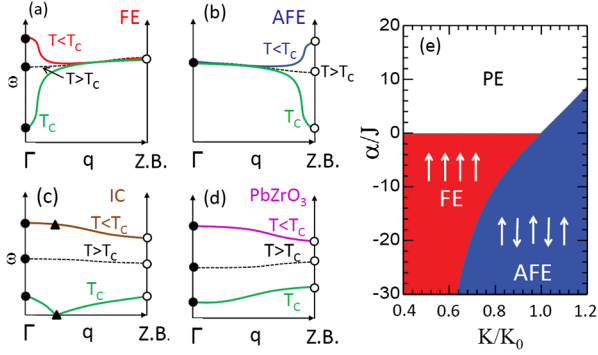 (a) FE
T<T_C
T>T_C
T_C
ω
Γ q Z.B.
(b) AFE
T<T_C
T>T_C
T_C
Γ q Z.B.
(c) IC
T<T_C
T>T_C
T_C
ω
Γ q Z.B.
(d) PbZrO₃
T<T_C
T>T_C
T_C
Γ q Z.B.
(e)
PE
FE
AFE
α/J
20
10
0
-10
-20
-30
0.4 0.6 0.8 1.0 1.2
K/K₀